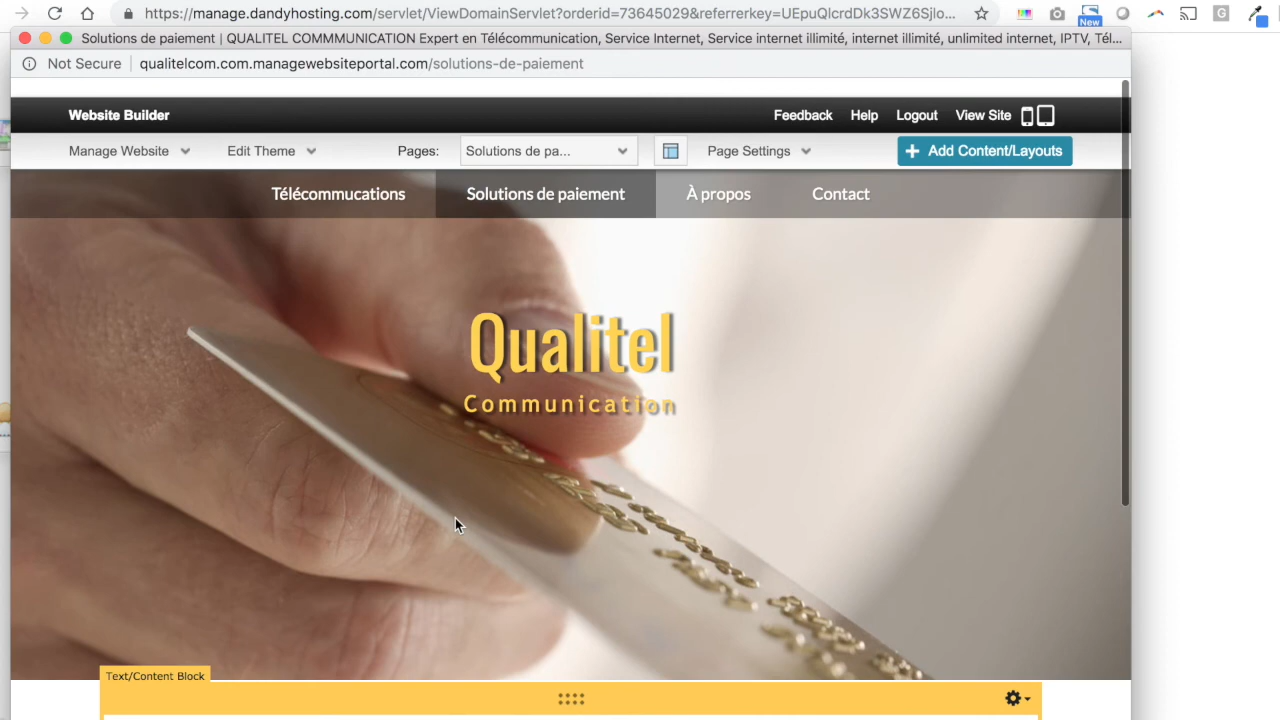 https://manage.dandyhosting.com/servlet/ViewDomainServlet?orderid=73645029&referrerkey=UEpuQlcrdDk3SWZ6Sjlo...
New
G
Solutions de paiement | QUALITEL COMMMUNICATION Expert en Télécommunication, Service Internet, Service internet illimité, internet illimité, unlimited internet, IPTV, Tél...
Not Secure qualitelcom.com.managewebsiteportal.com/solutions-de-paiement
Website Builder Feedback Help Logout View Site
Manage Website Edit Theme Pages: Solutions de pa... Page Settings + Add Content/Layouts
Télécommucations Solutions de paiement À propos Contact
Qualitel
Communication
Text/Content Block